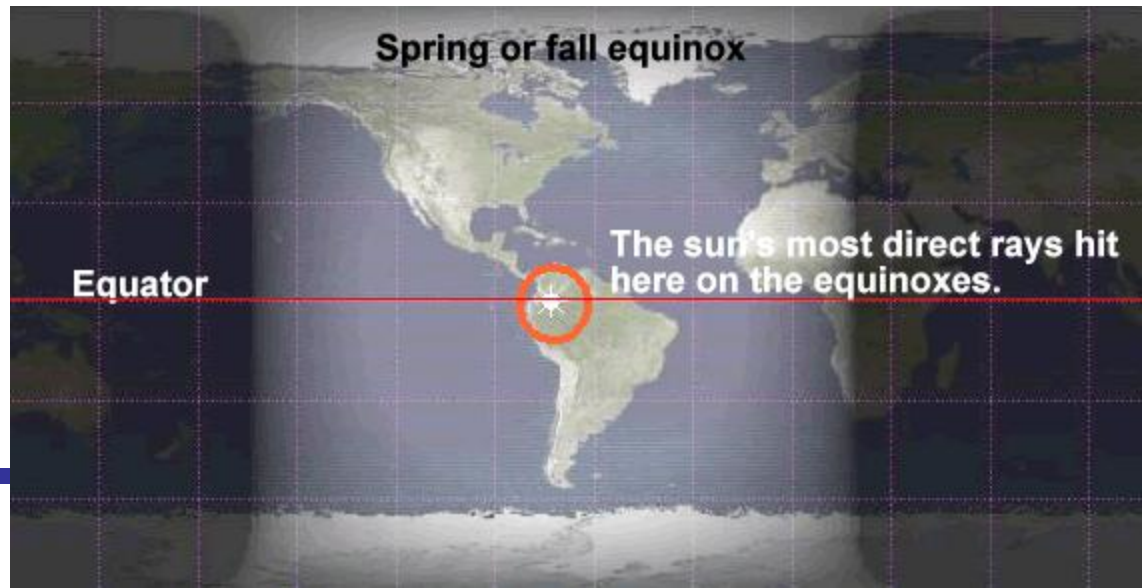 Spring or fall equinox
The sun's most direct rays hit
here on the equinoxes.
Equator